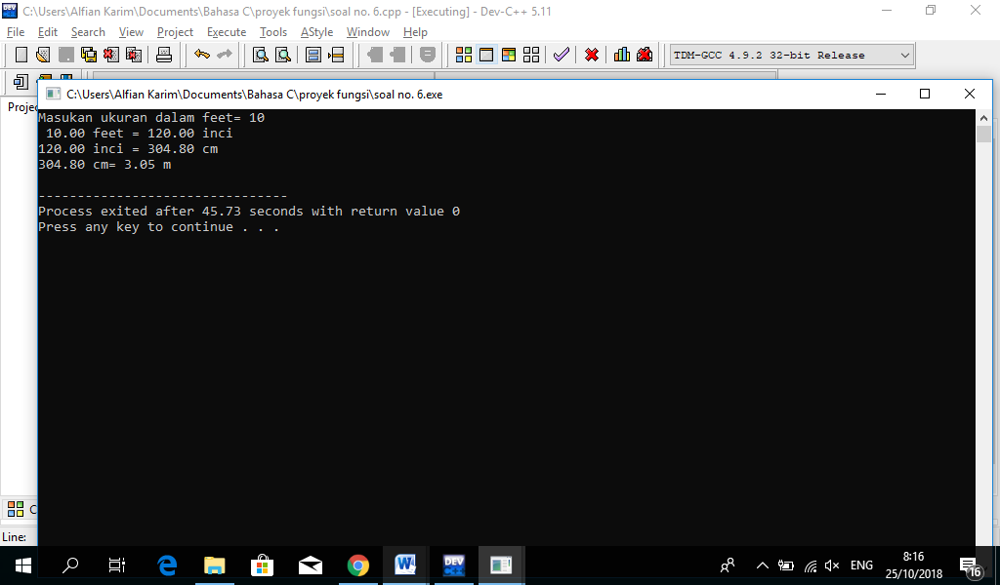 C:\Users\Alfian Karim\Documents\Bahasa C\proyek fungsi\soal no. 6.cpp - [Executing] - Dev-C++ 5.11
File Edit Search View Project Execute Tools AStyle Window Help
TDM-GCC 4.9.2 32-bit Release
Projec
C:\Users\Alfian Karim\Documents\Bahasa C\proyek fungsi\soal no. 6.exe
Masukan ukuran dalam feet= 10
10.00 feet = 120.00 inci
120.00 inci = 304.80 cm
304.80 cm= 3.05 m
--------------------------------
Process exited after 45.73 seconds with return value 0
Press any key to continue . . .
C
Line:
DEV C++
ENG
8:16
25/10/2018
16